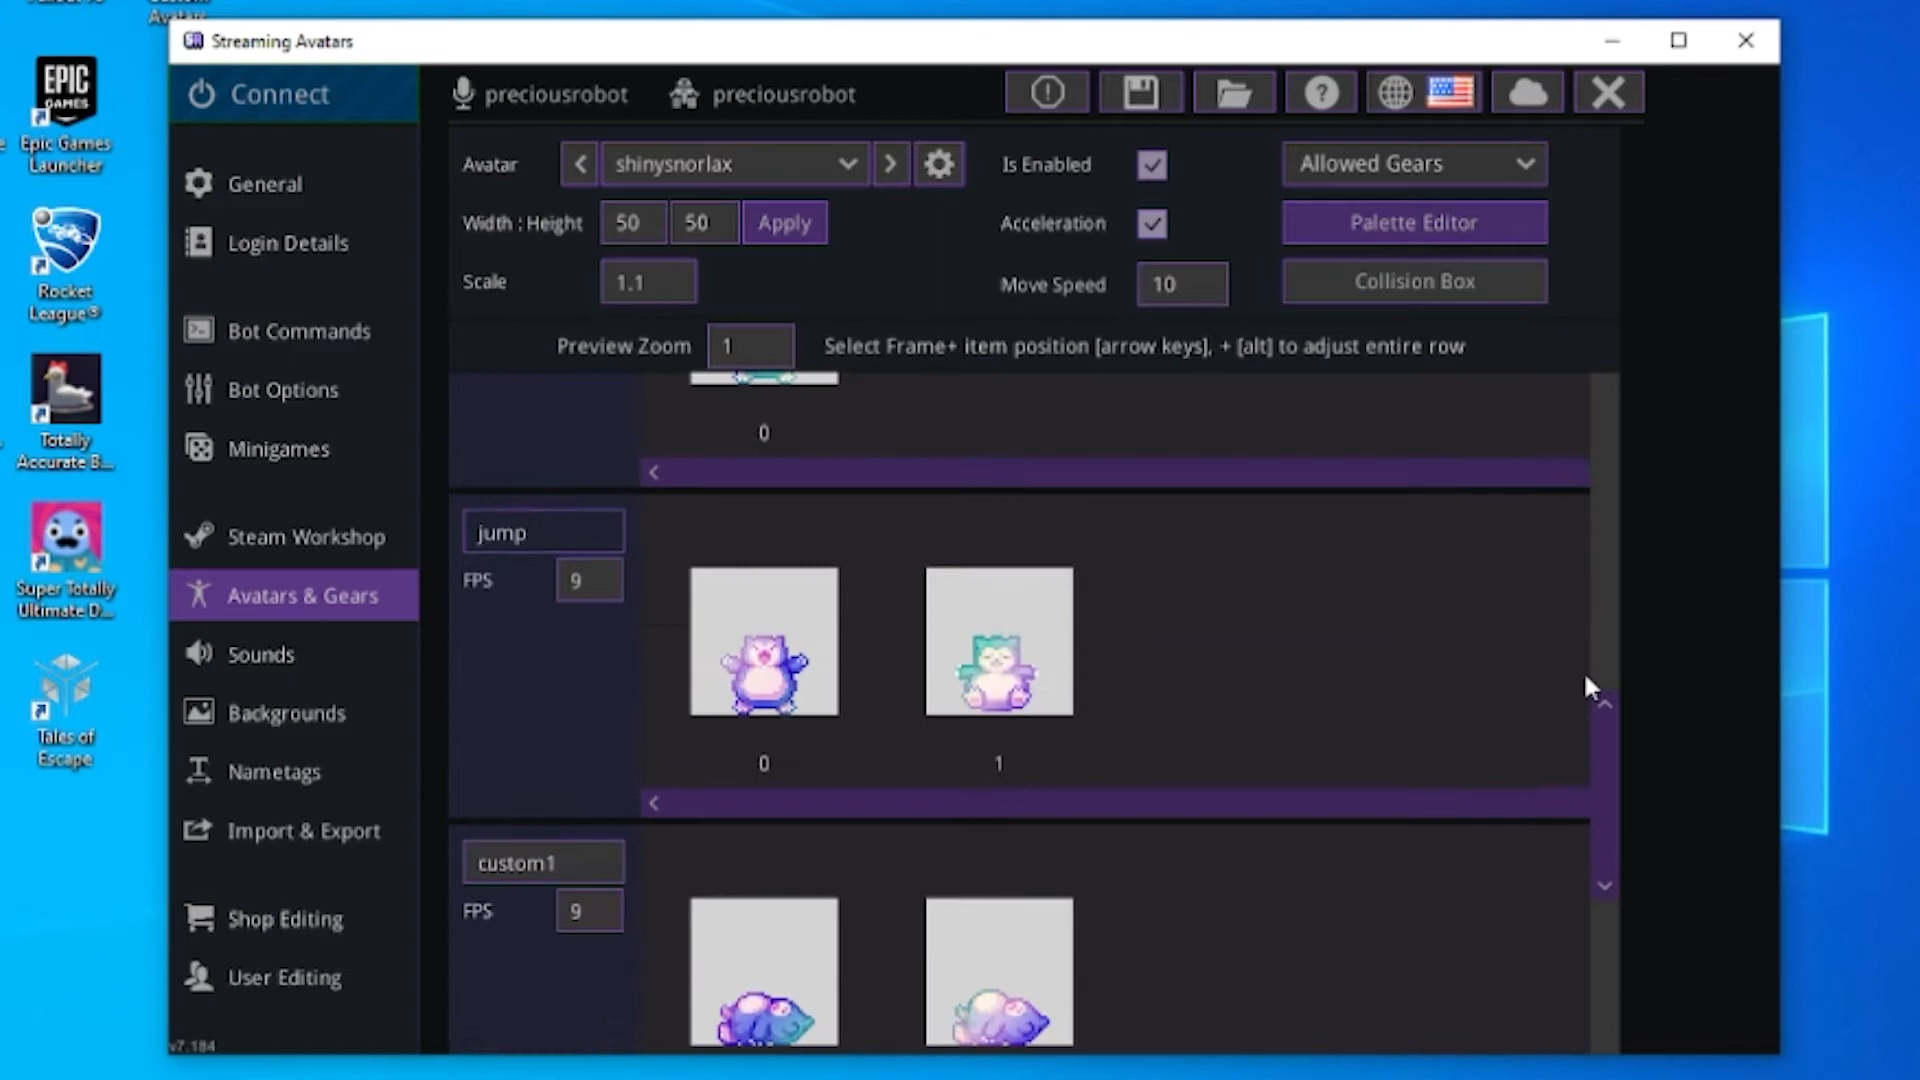 Streaming Avatars
Connect
preciousrobot
preciousrobot
Avatar
shinysnorlax
Is Enabled
Allowed Gears
Width : Height
50
50
Apply
Acceleration
Palette Editor
Scale
1.1
Move Speed
10
Collision Box
Preview Zoom
1
Select Frame+ item position [arrow keys], + [alt] to adjust entire row
General
Login Details
Bot Commands
Bot Options
Minigames
Steam Workshop
Avatars & Gears
Sounds
Backgrounds
Nametags
Import & Export
Shop Editing
User Editing
v7.184
0
jump
FPS
9
0
1
custom1
FPS
9
EPIC
GAMES
Epic Games
Launcher
Rocket
League®
Totally
Accurate B...
Super Totally
Ultimate D...
Tales of
Escape